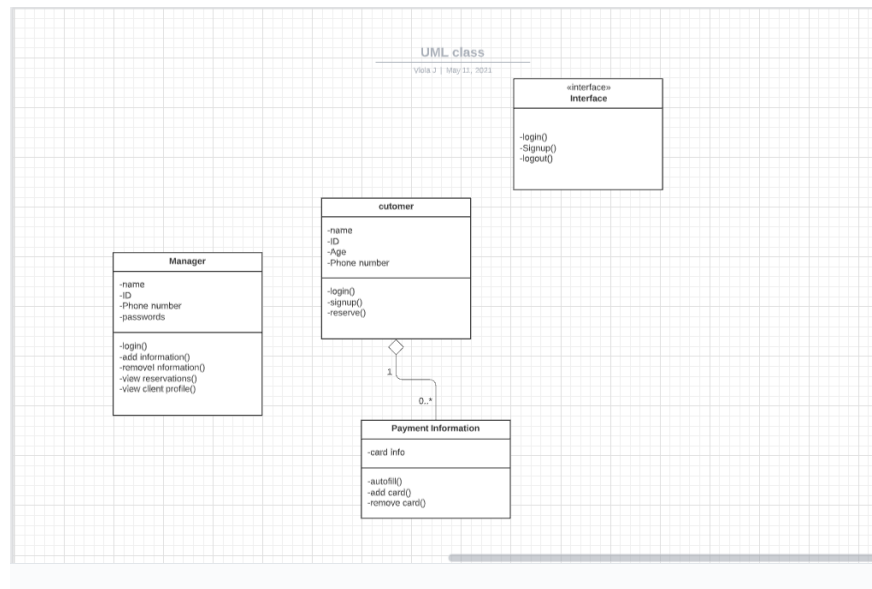 UML class
Viola J | May 11, 2021
«interface»
Interface
-login()
-Signup()
-logout()
cutomer
-name
-ID
-Age
-Phone number
-login()
-signup()
-reserve()
Manager
-name
-ID
-Phone number
-passwords
-login()
-add information()
-removel nformation()
-view reservations()
-view client profile()
1
0..*
Payment Information
-card info
-autofill()
-add card()
-remove card()